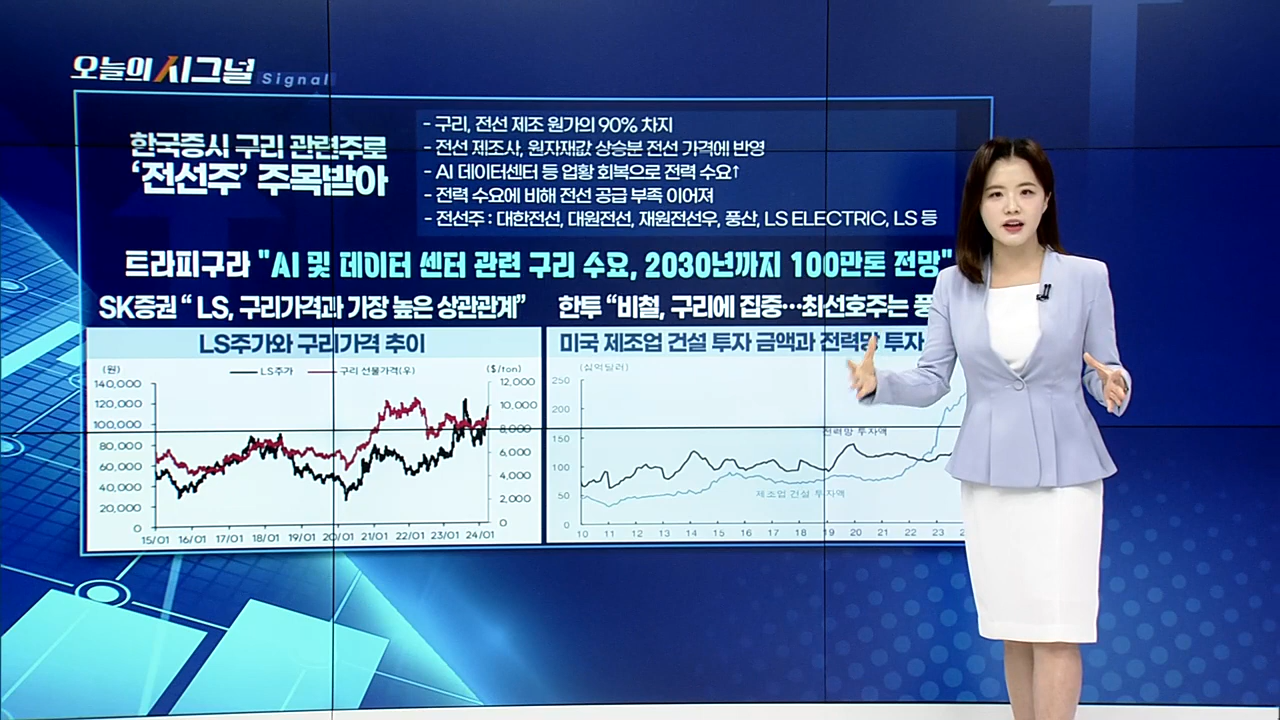 오늘의 시그널 Signal
한국증시 구리 관련주로
‘전선주’ 주목받아
- 구리, 전선 제조 원가의 90% 차지
- 전선 제조사, 원자재값 상승분 전선 가격에 반영
- AI 데이터센터 등 업황 회복으로 전력 수요↑
- 전력 수요에 비해 전선 공급 부족 이어져
- 전선주 : 대한전선, 대원전선, 재원전선우, 풍산, LS ELECTRIC, LS 등
트라피구라 "AI 및 데이터 센터 관련 구리 수요, 2030년까지 100만톤 전망"
SK증권 “ LS, 구리가격과 가장 높은 상관관계”
한투 “비철, 구리에 집중…최선호주는 풍
LS주가와 구리가격 추이
(원)
LS주가
구리 선물가격(우)
($/ton)
140,000
120,000
100,000
80,000
60,000
40,000
20,000
0
12,000
10,000
8,000
6,000
4,000
2,000
0
15/01 16/01 17/01 18/01 19/01 20/01 21/01 22/01 23/01 24/01
미국 제조업 건설 투자 금액과 전력망 투자
(십억달러)
250
200
150
100
50
0
전력망 투자액
제조업 건설 투자액
10 11 12 13 14 15 16 17 18 19 20 21 22 23